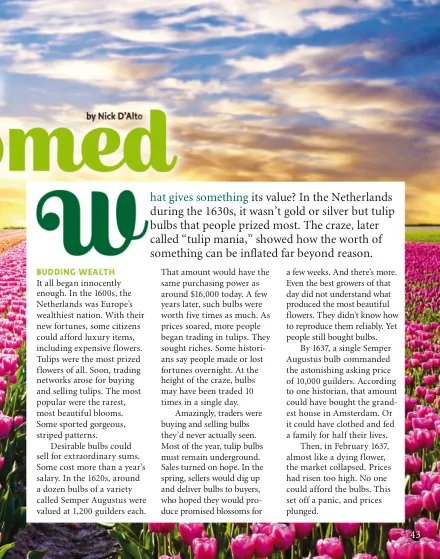 by Nick D'Alto
omed
What gives something its value? In the Netherlands
during the 1630s, it wasn't gold or silver but tulip
bulbs that people prized most. The craze, later
called “tulip mania,” showed how the worth of
something can be inflated far beyond reason.
BUDDING WEALTH
It all began innocently
enough. In the 1600s, the
Netherlands was Europe's
wealthiest nation. With their
new fortunes, some citizens
could afford luxury items,
including expensive flowers.
Tulips were the most prized
flowers of all. Soon, trading
networks arose for buying
and selling tulips. The most
popular were the rarest,
most beautiful blooms.
Some sported gorgeous,
striped patterns.
Desirable bulbs could
sell for extraordinary sums.
Some cost more than a year's
salary. In the 1620s, around
a dozen bulbs of a variety
called Semper Augustus were
valued at 1,200 guilders each.
That amount would have the
same purchasing power as
around $16,000 today. A few
years later, such bulbs were
worth five times as much. As
prices soared, more people
began trading in tulips. They
sought riches. Some histori-
ans say people made or lost
fortunes overnight. At the
height of the craze, bulbs
may have been traded 10
times in a single day.
Amazingly, traders were
buying and selling bulbs
they'd never actually seen.
Most of the year, tulip bulbs
must remain underground.
Sales turned on hope. In the
spring, sellers would dig up
and deliver bulbs to buyers,
who hoped they would pro-
duce promised blossoms for
a few weeks. And there's more.
Even the best growers of that
day did not understand what
produced the most beautiful
flowers. They didn't know how
to reproduce them reliably. Yet
people still bought bulbs.
By 1637, a single Semper
Augustus bulb commanded
the astonishing asking price
of 10,000 guilders. According
to one historian, that amount
could have bought the grand-
est house in Amsterdam. Or
it could have clothed and fed
a family for half their lives.
Then, in February 1637,
almost like a dying flower,
the market collapsed. Prices
had risen too high. No one
could afford the bulbs. This
set off a panic, and prices
plunged.
43